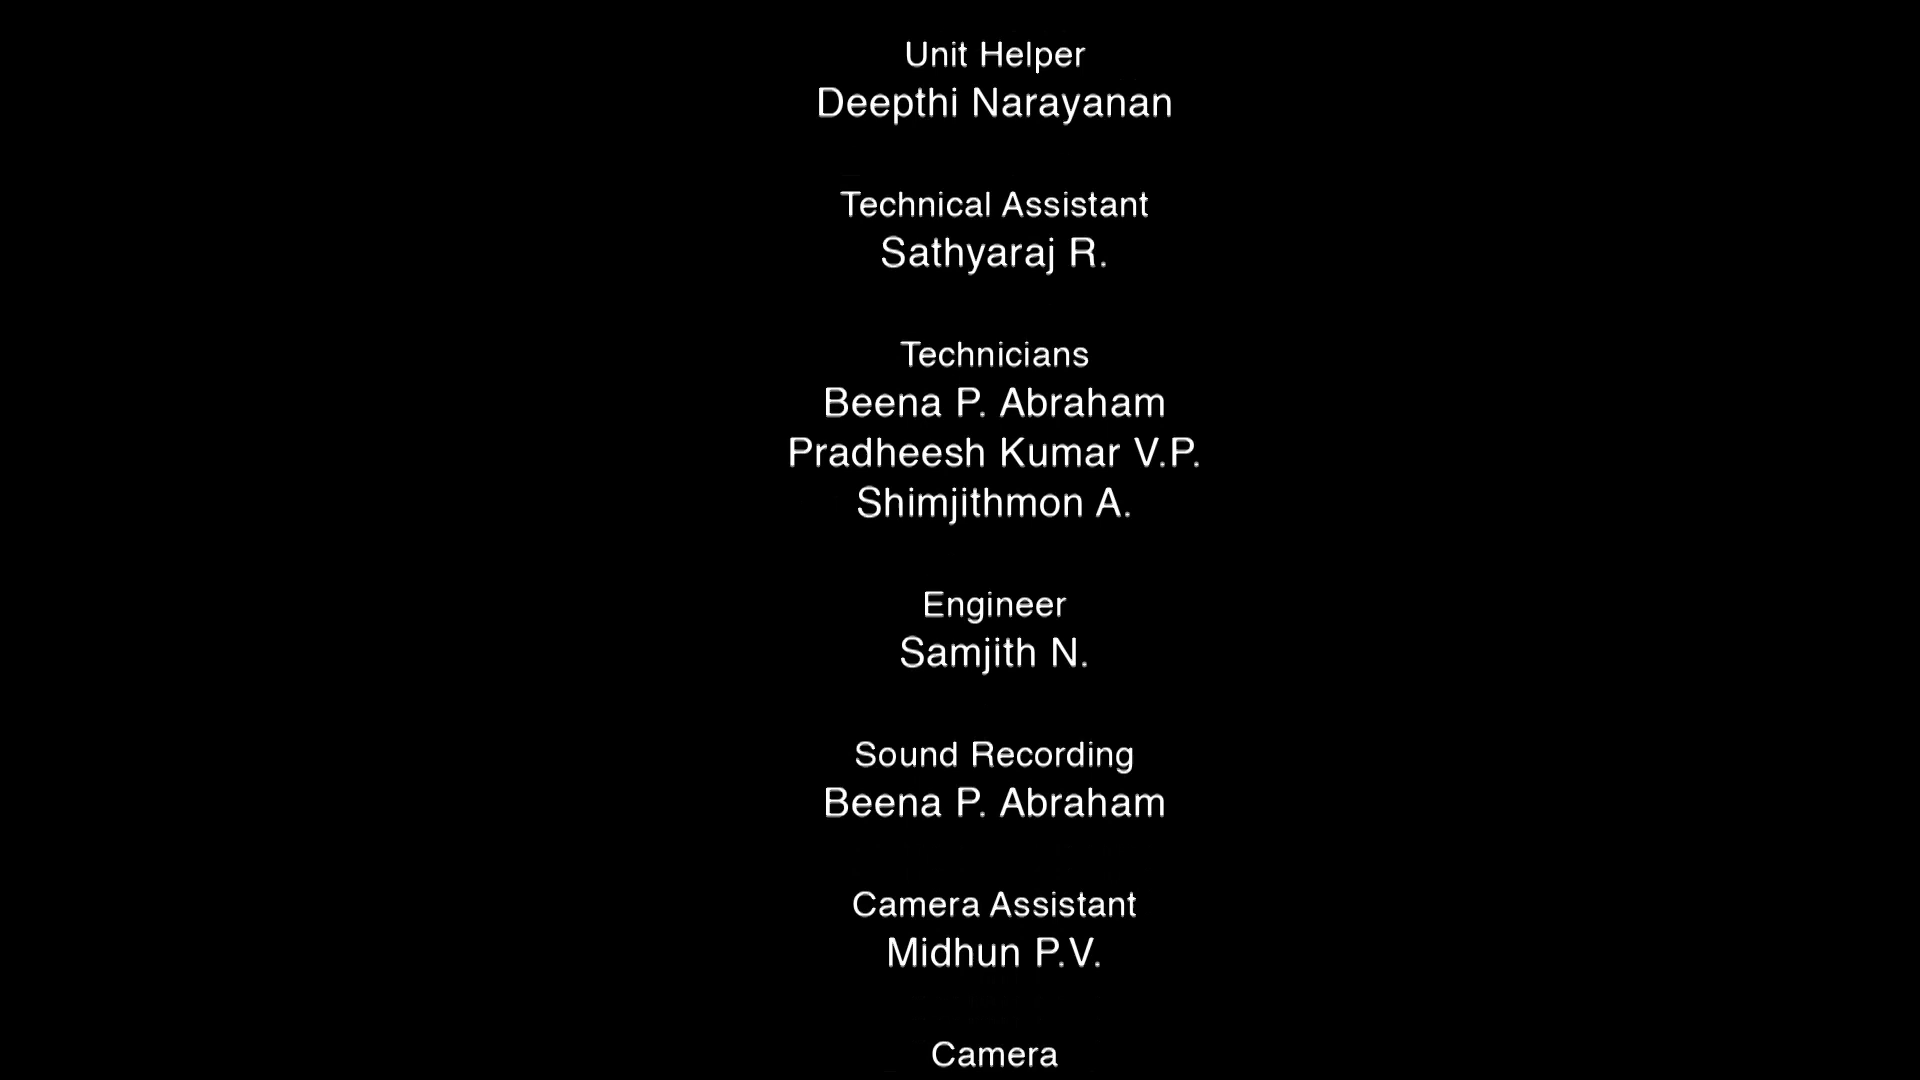 Unit Helper
Deepthi Narayanan
Technical Assistant
Sathyaraj R.
Technicians
Beena P. Abraham
Pradheesh Kumar V.P.
Shimjithmon A.
Engineer
Samjith N.
Sound Recording
Beena P. Abraham
Camera Assistant
Midhun P.V.
Camera